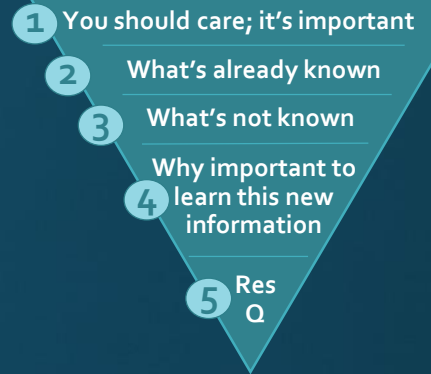 1 You should care; it's important
2 What's already known
3 What's not known
Why important to
4 learn this new
information
5 Res
Q